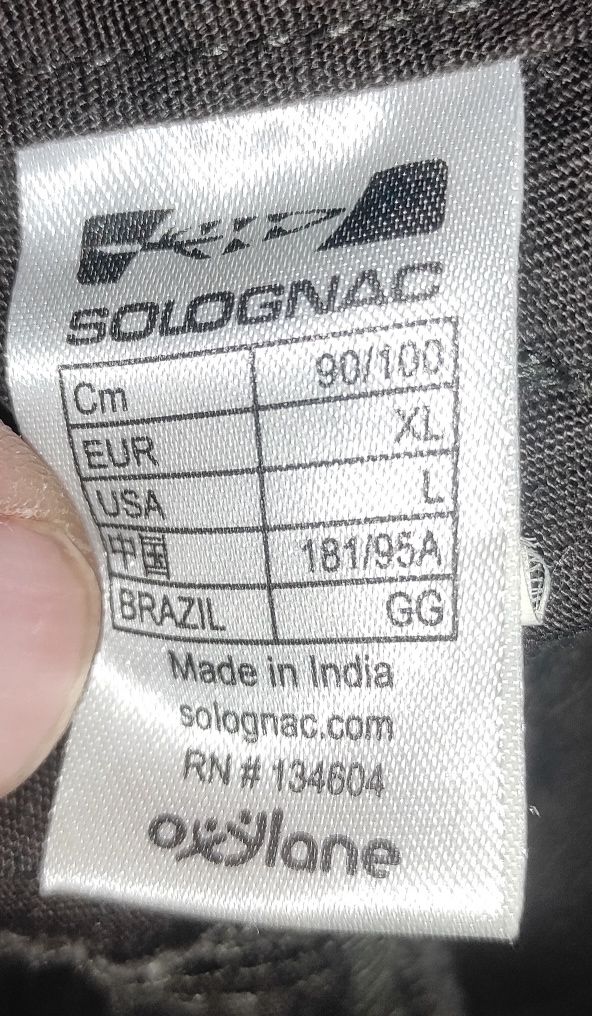 SOLOGNAC
Cm 90/100
EUR XL
USA L
中国 181/95A
BRAZIL GG
Made in India
solognac.com
RN # 134604
oxylane